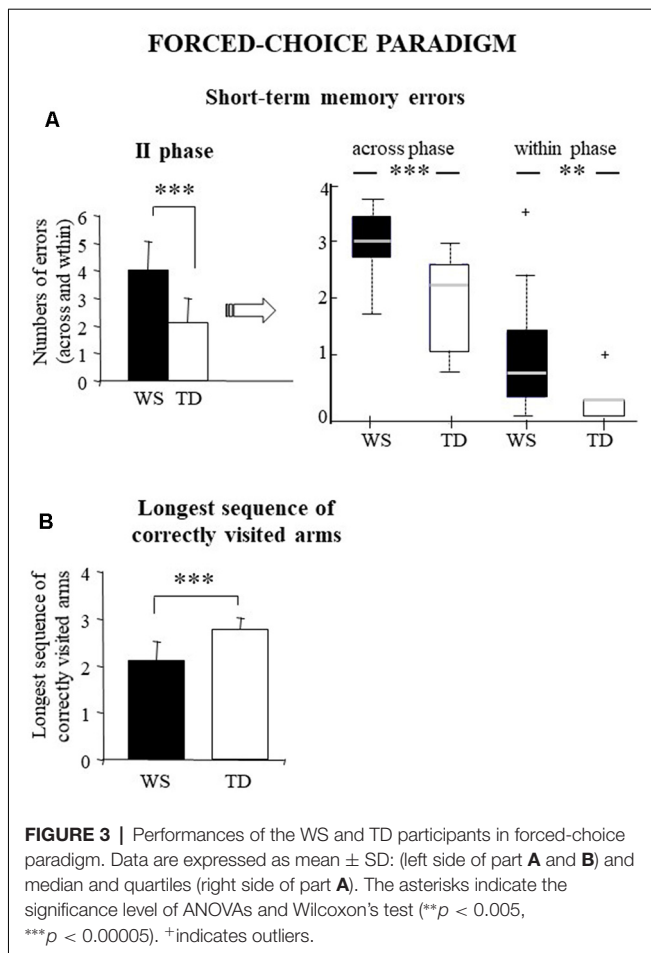 FORCED-CHOICE PARADIGM
Short-term memory errors
A
II phase
across phase
within phase
***
***
**
Numbers of errors
(across and wthin)
6
5
4
3
2
1
0
WS TD
4
3
2
1
0
+
+
WS
TD
WS
TD
B
Longest sequence of
correctly visited arms
***
Longest sequence of
correctly visited arms
4
3
2
1
0
WS
TD
FIGURE 3 | Performances of the WS and TD participants in forced-choice
paradigm. Data are expressed as mean ± SD: (left side of part A and B) and
median and quartiles (right side of part A). The asterisks indicate the
significance level of ANOVAs and Wilcoxon's test (**p < 0.005,
***p < 0.00005). +indicates outliers.